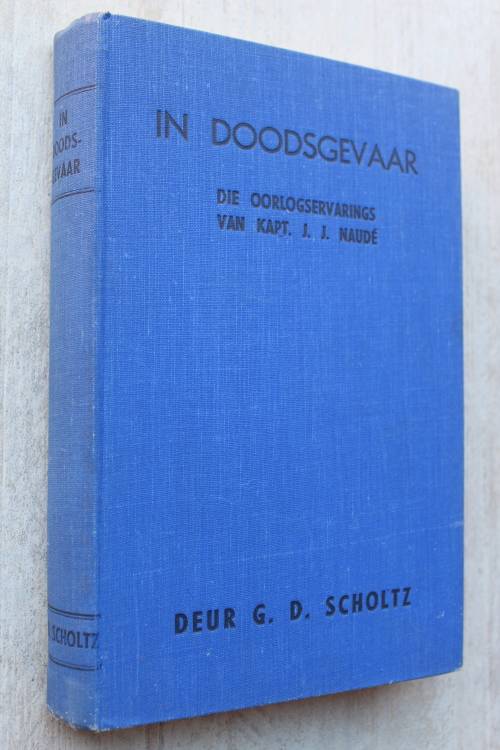 IN
DOODS-
GEVAAR
SCHOLTZ
IN DOODSGEVAAR
DIE OORLOGSERVARINGS
VAN KAPT. J. J. NAUDÉ
DEUR G. D. SCHOLTZ